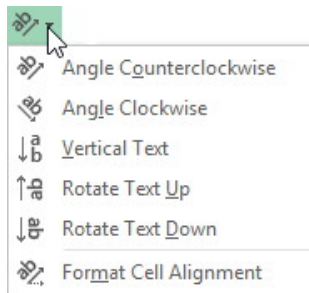 Angle Counterclockwise
Angle Clockwise
Vertical Text
Rotate Text Up
Rotate Text Down
Format Cell Alignment